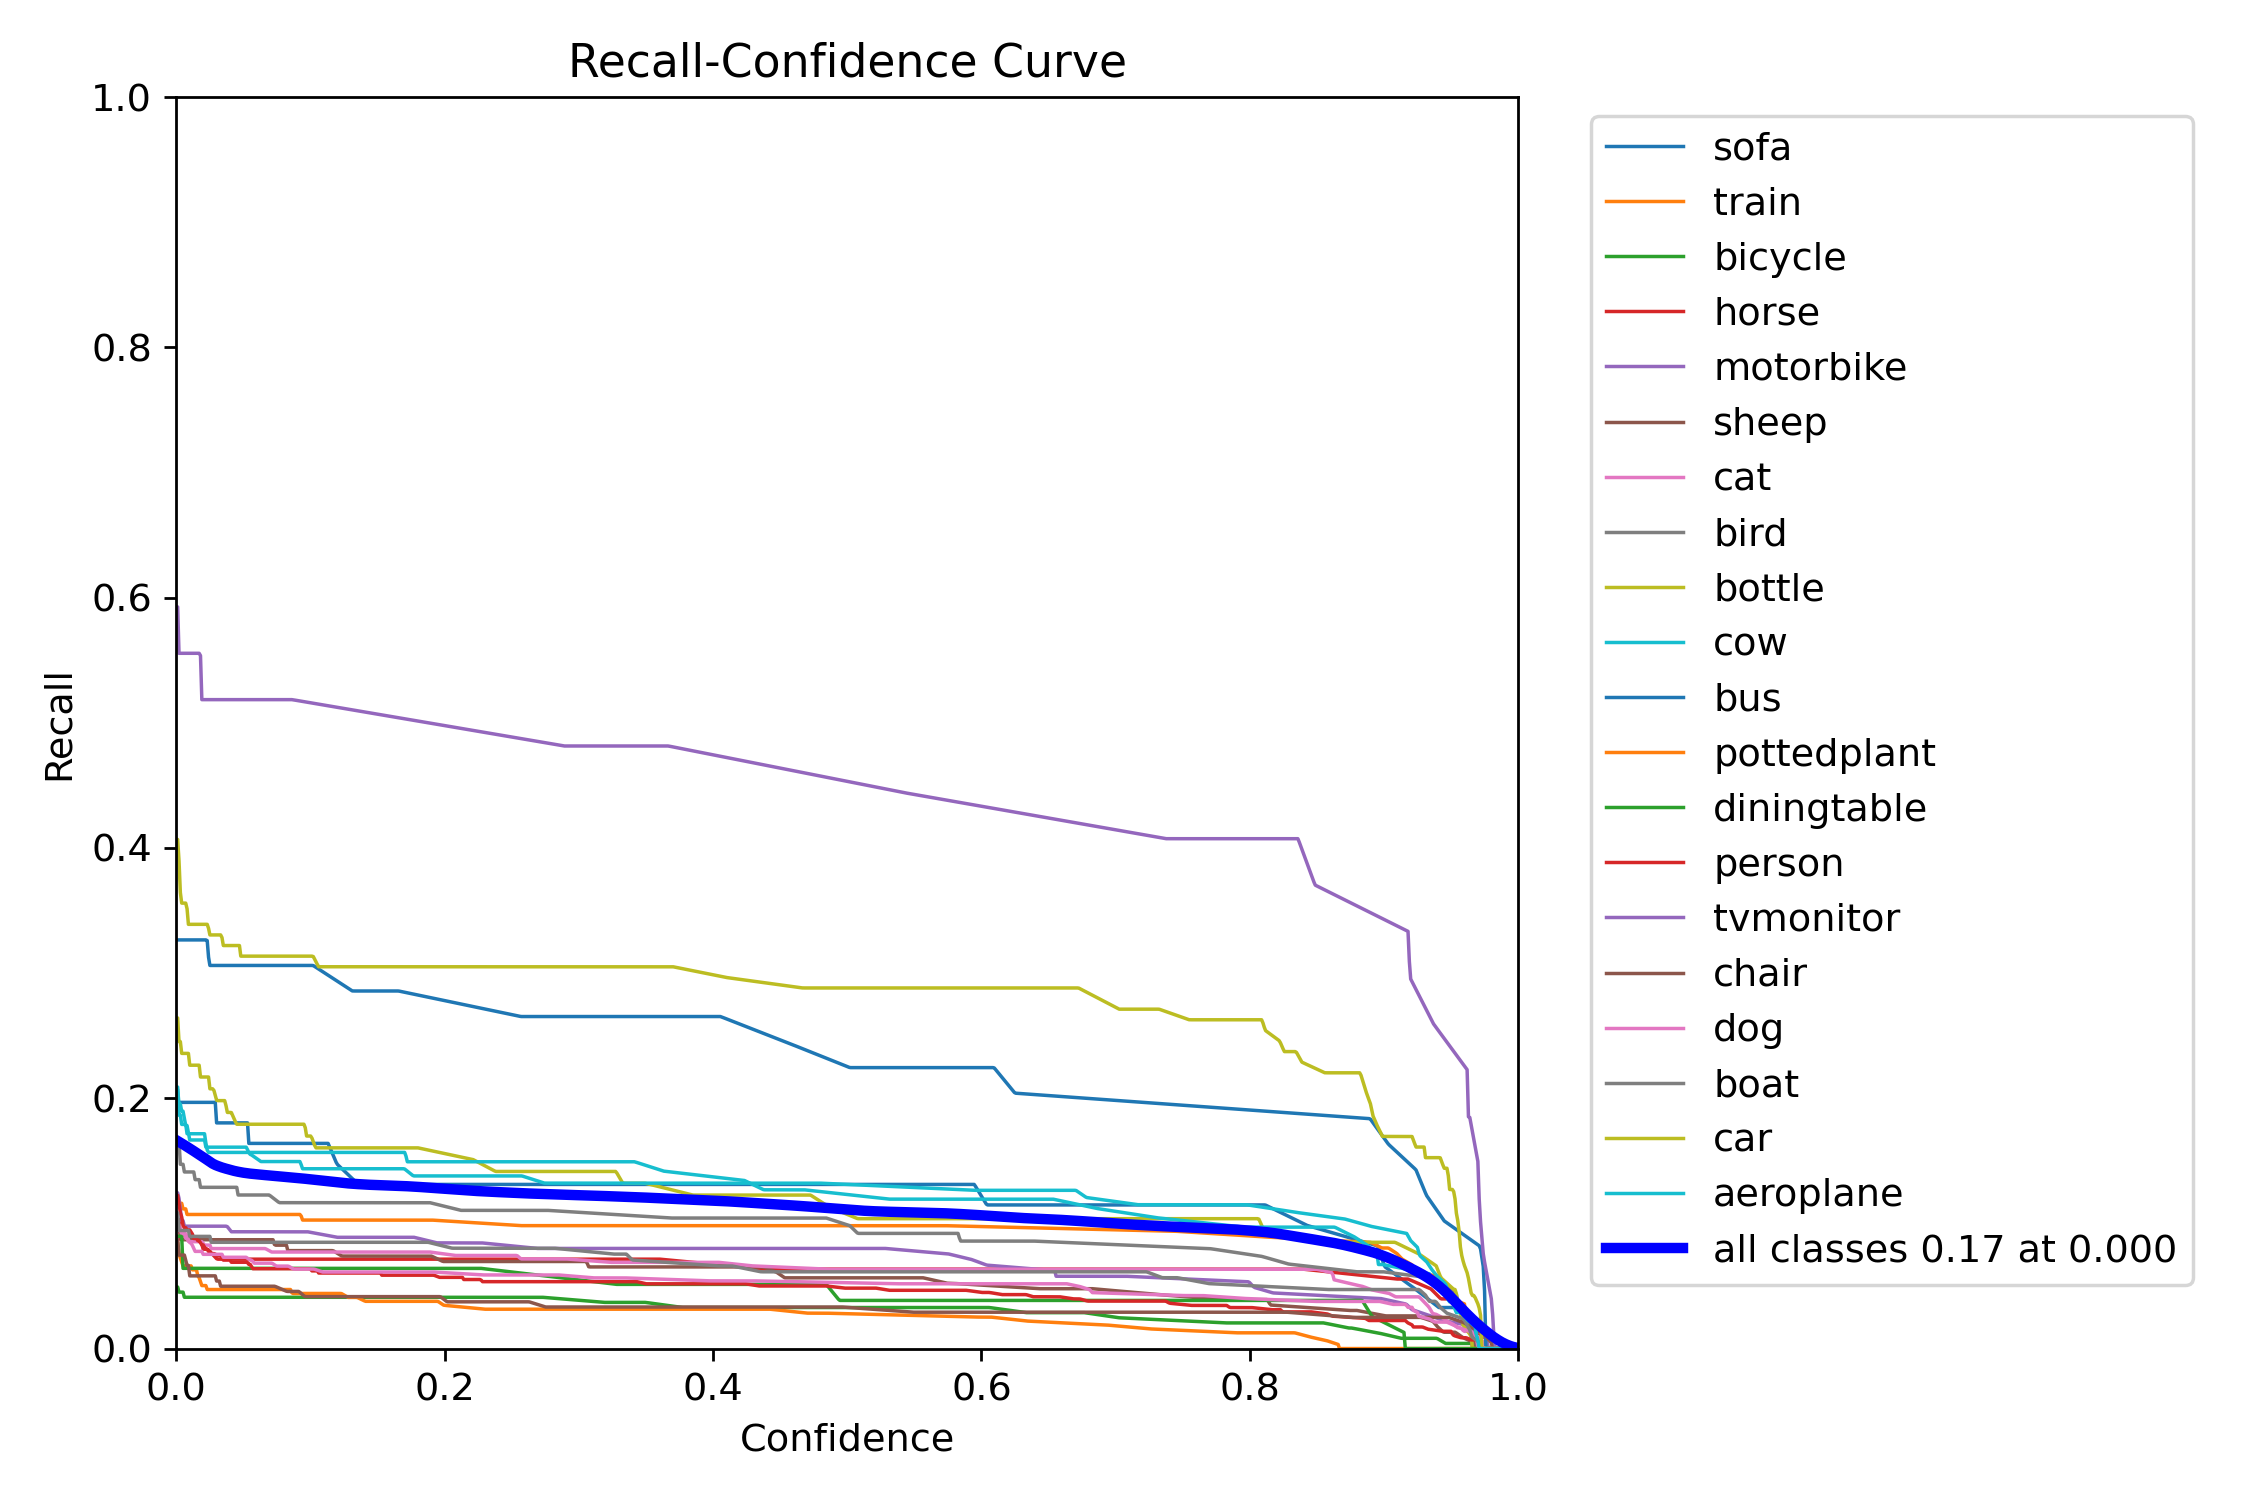 Recall-Confidence Curve
1.0
0.8
0.6
0.4
0.2
0.0
Recall
0.0 0.2 0.4 0.6 0.8 1.0
Confidence
sofa
train
bicycle
horse
motorbike
sheep
cat
bird
bottle
cow
bus
pottedplant
diningtable
person
tvmonitor
chair
dog
boat
car
aeroplane
all classes 0.17 at 0.000